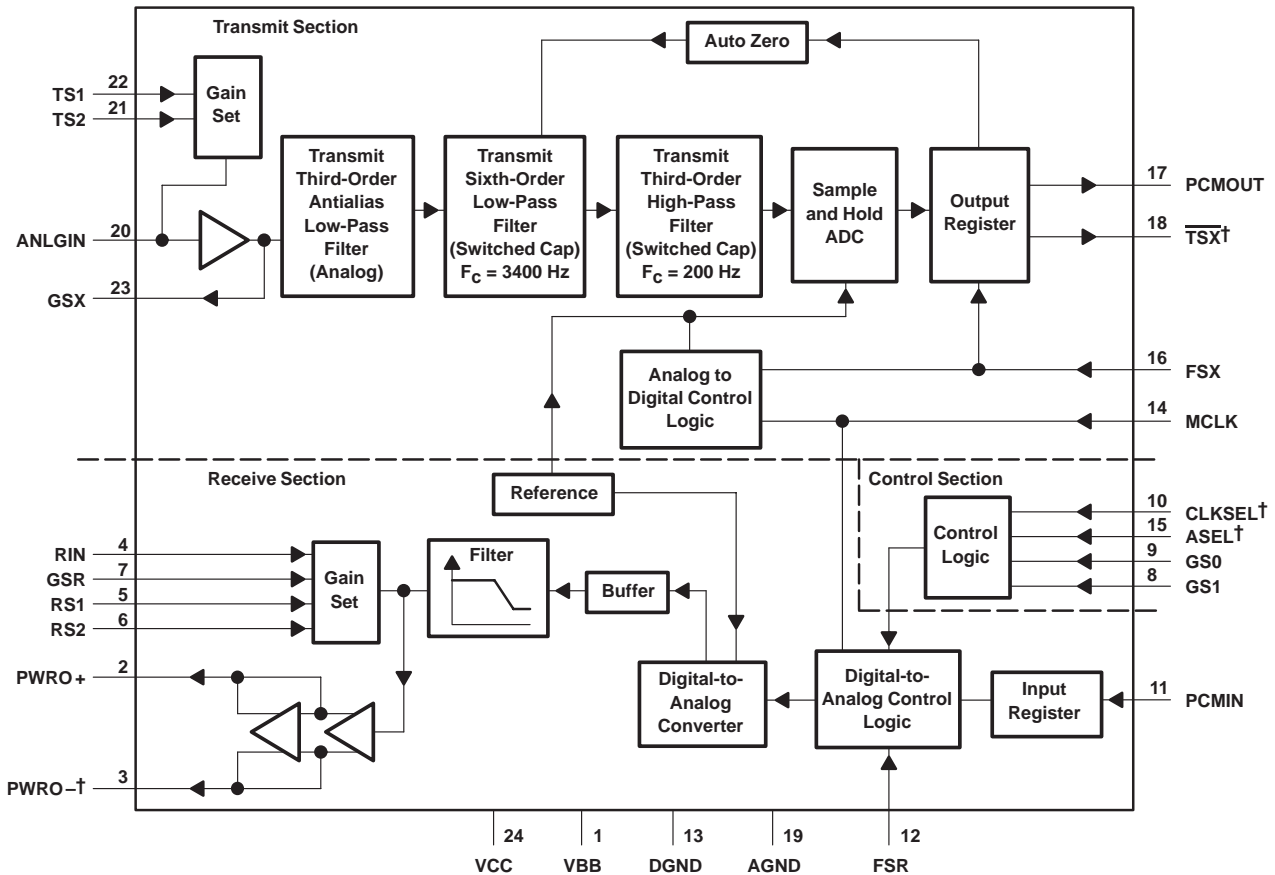 Transmit Section
Auto Zero
TS1 22
TS2 21
Gain
Set
ANLGIN 20
GSX 23
Transmit
Third-Order
Antialias
Low-Pass
Filter
(Analog)
Transmit
Sixth-Order
Low-Pass
Filter
(Switched Cap)
FC = 3400 Hz
Transmit
Third-Order
High-Pass
Filter
(Switched Cap)
FC = 200 Hz
Sample
and Hold
ADC
Output
Register
17 PCMOUT
18 TSX†
Analog to
Digital Control
Logic
16 FSX
14 MCLK
Receive Section
Reference
Control Section
Control
Logic
10 CLKSEL†
15 ASEL†
9 GS0
8 GS1
RIN 4
GSR 7
RS1 5
RS2 6
Gain
Set
Filter
Buffer
PWRO+ 2
PWRO–† 3
Digital-to-
Analog
Converter
Digital-to-
Analog Control
Logic
Input
Register
11 PCMIN
24 1 13 19 12
VCC VBB DGND AGND FSR